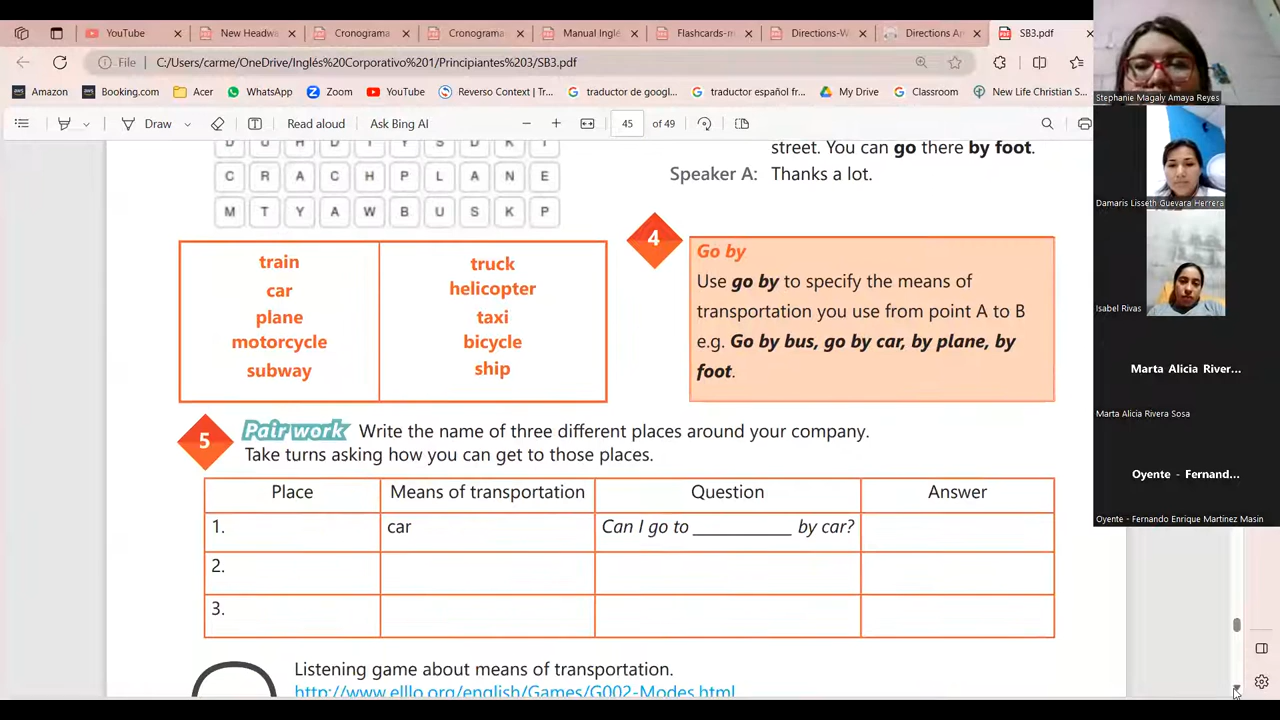 YouTube
New Headw
Cronograma
Cronograma
Manual Inglé
Flashcards-m
Directions-W
Directions An
SB3.pdf
File
C:/Users/carme/OneDrive/Inglés%20Corporativo%201/Principiantes%203/SB3.pdf
Amazon
Booking.com
Acer
WhatsApp
Zoom
YouTube
Reverso Context | Tr...
traductor de googl...
traductor español fr...
My Drive
Classroom
New Life Christian S...
Draw
Read aloud
Ask Bing AI
45 of 49
street. You can go there by foot.
Speaker A: Thanks a lot.
C R A C H P L A N E
M T Y A W B U S K P
train
car
plane
motorcycle
subway
truck
helicopter
taxi
bicycle
ship
4
Go by
Use go by to specify the means of
transportation you use from point A to B
e.g. Go by bus, go by car, by plane, by
foot.
5
Pair work Write the name of three different places around your company.
Take turns asking how you can get to those places.
Place Means of transportation Question Answer
1. car Can I go to ___________ by car?
2.
3.
Listening game about means of transportation.
http://www.elllo.org/english/Games/G002-Modes.html
Stephanie Magaly Amaya Reyes
Damaris Lisseth Guevara Herrera
Isabel Rivas
Marta Alicia River...
Marta Alicia Rivera Sosa
Oyente - Fernand...
Oyente - Fernando Enrique Martinez Masin